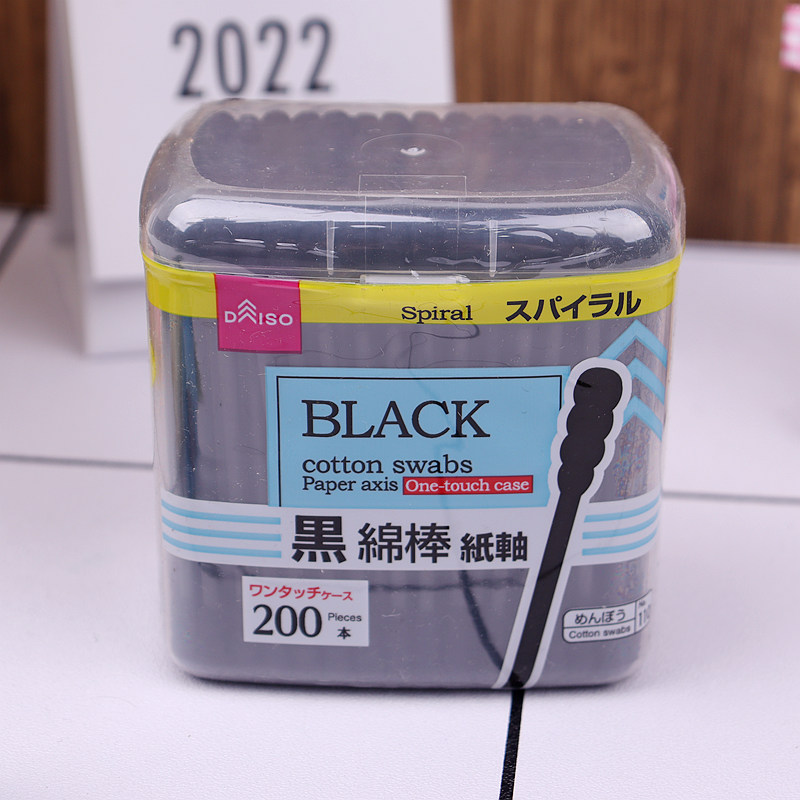 2022
DAISO
Spiral スパイラル
BLACK
cotton swabs
Paper axis One-touch case
黒 綿棒 紙軸
ワンタッチケース
200 Pieces 本
めんぼう
Cotton swabs